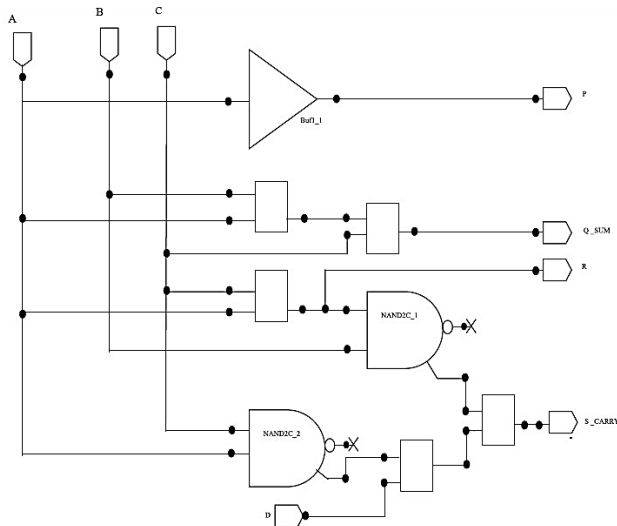 A B C
Buf1_1
P
Q_SUM
R
NAND2C_1
S_CARRY
NAND2C_2
D